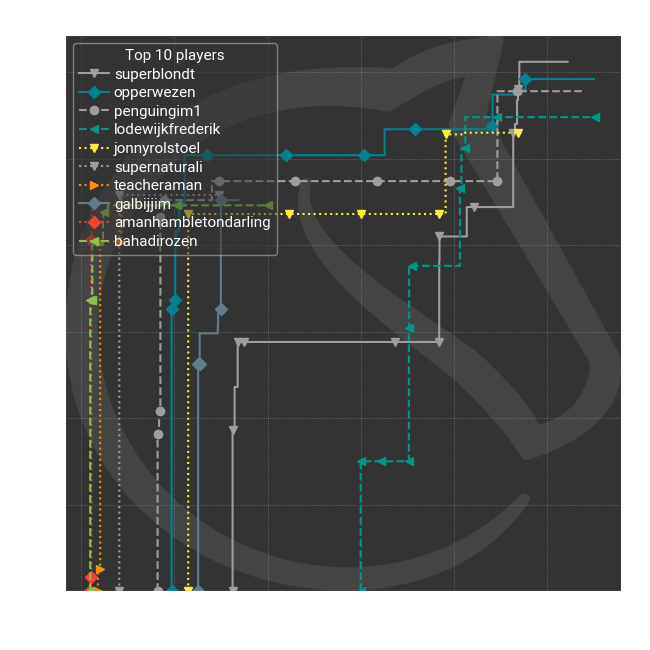 Top 10 players
superblondt
opperwezen
penguingim1
lodewijkfrederik
jonnyrolstoel
supernaturali
teacheraman
galbijjim
amanhambletondarling
bahadirozen